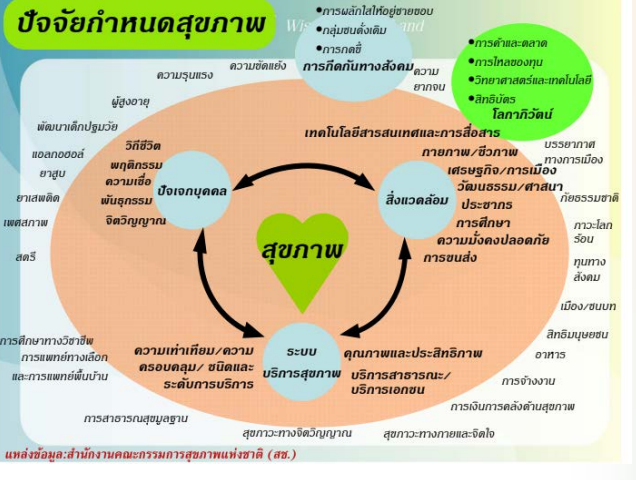 ปัจจัยกำหนดสุขภาพ
•การผลักไสให้อยู่ชายขอบ
•กลุ่มชนดั้งเดิม
•การกดขี่
การกีดกันทางสังคม
•การค้าและตลาด
•การไหลของทุน
•วิทยาศาสตร์และเทคโนโลยี
•สิทธิบัตร
โลกาภิวัตน์
ความรุนแรง
ความขัดแย้ง
ความ
ยากจน
ผู้สูงอายุ
พัฒนาเด็กปฐมวัย
แอลกอฮอล์
ยาสูบ
ยาเสพติด
เพศสภาพ
สตรี
วิถีชีวิต
พฤติกรรม
ความเชื่อ
พันธุกรรม
จิตวิญญาณ
ปัจเจกบุคคล
เทคโนโลยีสารสนเทศและการสื่อสาร
กายภาพ/ชีวภาพ
เศรษฐกิจ/การเมือง
วัฒนธรรม/ศาสนา
ประชากร
การศึกษา
ความมั่งคงปลอดภัย
การขนส่ง
สิ่งแวดล้อม
บรรยากาศ
ทางการเมือง
ภัยธรรมชาติ
ภาวะโลก
ร้อน
ทุนทาง
สังคม
เมือง/ชนบท
สิทธิมนุษยชน
อาหาร
การจ้างงาน
การเงินการคลังด้านสุขภาพ
สุขภาพ
การศึกษาทางวิชาชีพ
การแพทย์ทางเลือก
และการแพทย์พื้นบ้าน
ความเท่าเทียม/ความ
ครอบคลุม/ ชนิดและ
ระดับการบริการ
ระบบ
บริการสุขภาพ
คุณภาพและประสิทธิภาพ
บริการสาธารณะ/
บริการเอกชน
การสาธารณสุขมูลฐาน
สุขภาวะทางจิตวิญญาณ
สุขภาวะทางกายและจิตใจ
แหล่งข้อมูล:สำนักงานคณะกรรมการสุขภาพแห่งชาติ (สช.)